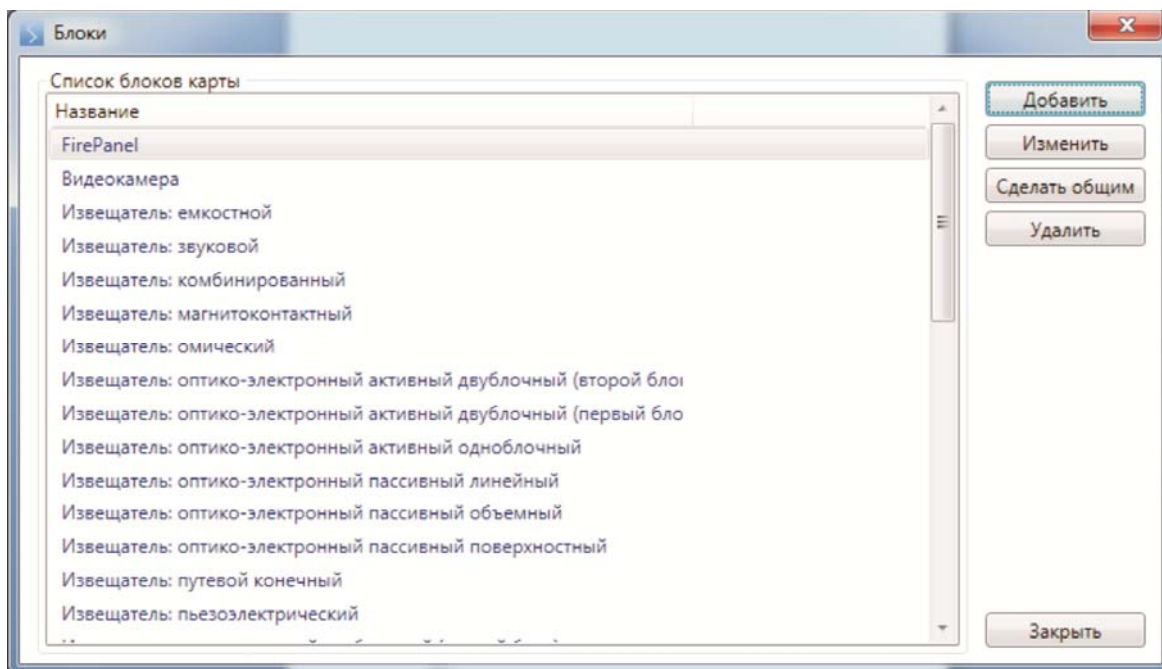 Блоки
Список блоков карты
Название
FirePanel
Видеокамера
Извещатель: емкостной
Извещатель: звуковой
Извещатель: комбинированный
Извещатель: магнитоконтактный
Извещатель: омический
Извещатель: оптико-электронный активный двублочный (второй бло
Извещатель: оптико-электронный активный двублочный (первый бло
Извещатель: оптико-электронный активный одноблочный
Извещатель: оптико-электронный пассивный линейный
Извещатель: оптико-электронный пассивный объемный
Извещатель: оптико-электронный пассивный поверхностный
Извещатель: путевой конечный
Извещатель: пьезоэлектрический
Добавить
Изменить
Сделать общим
Удалить
Закрыть